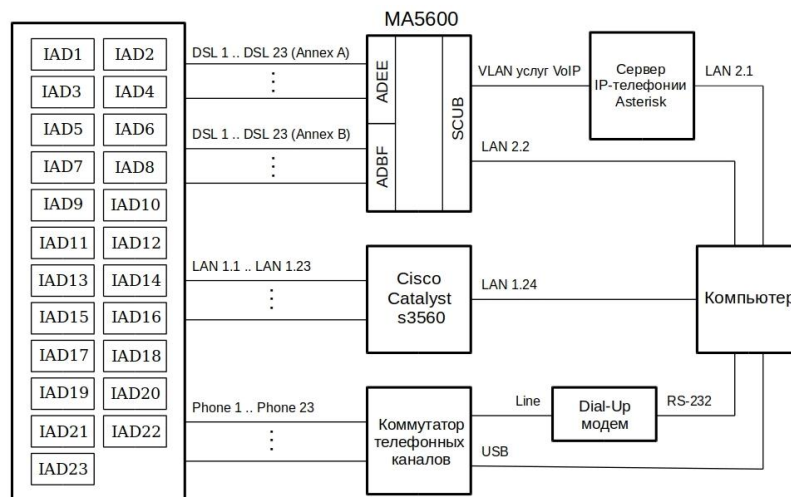 MA5600
IAD1 IAD2
IAD3 IAD4
IAD5 IAD6
IAD7 IAD8
IAD9 IAD10
IAD11 IAD12
IAD13 IAD14
IAD15 IAD16
IAD17 IAD18
IAD19 IAD20
IAD21 IAD22
IAD23
DSL 1 .. DSL 23 (Annex A)
DSL 1 .. DSL 23 (Annex B)
ADEE
ADBF
SCUB
VLAN услуг VoIP
Сервер
IP-телефонии
Asterisk
LAN 2.1
LAN 2.2
LAN 1.1 .. LAN 1.23
Cisco
Catalyst
s3560
LAN 1.24
Компьютер
Phone 1 .. Phone 23
Коммутатор
телефонных
каналов
Line
Dial-Up
модем
RS-232
USB